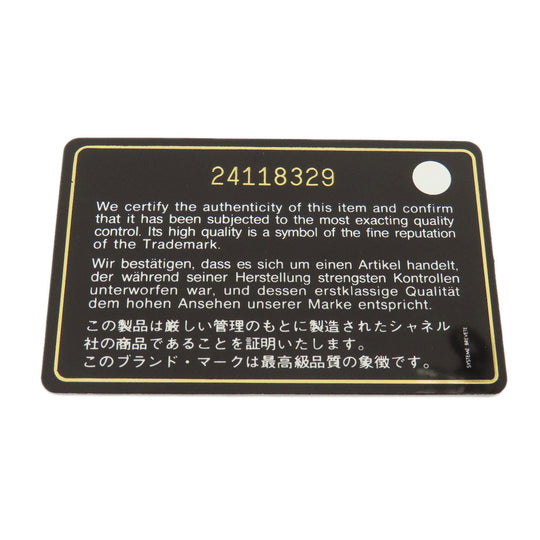 24118329
We certify the authenticity of this item and confirm
that it has been subjected to the most exacting quality
control. Its high quality is a symbol of the fine reputation
of the Trademark.
Wir bestätigen, dass es sich um einen Artikel handelt,
der während seiner Herstellung strengsten Kontrollen
unterworfen war, und dessen erstklassige Qualität
dem hohen Ansehen unserer Marke entspricht.
この製品は厳しい管理のもとに製造されたシャネル
社の商品であることを証明いたします。
このブランド・マークは最高級品質の象徴です。
SYSTEME BREVETE